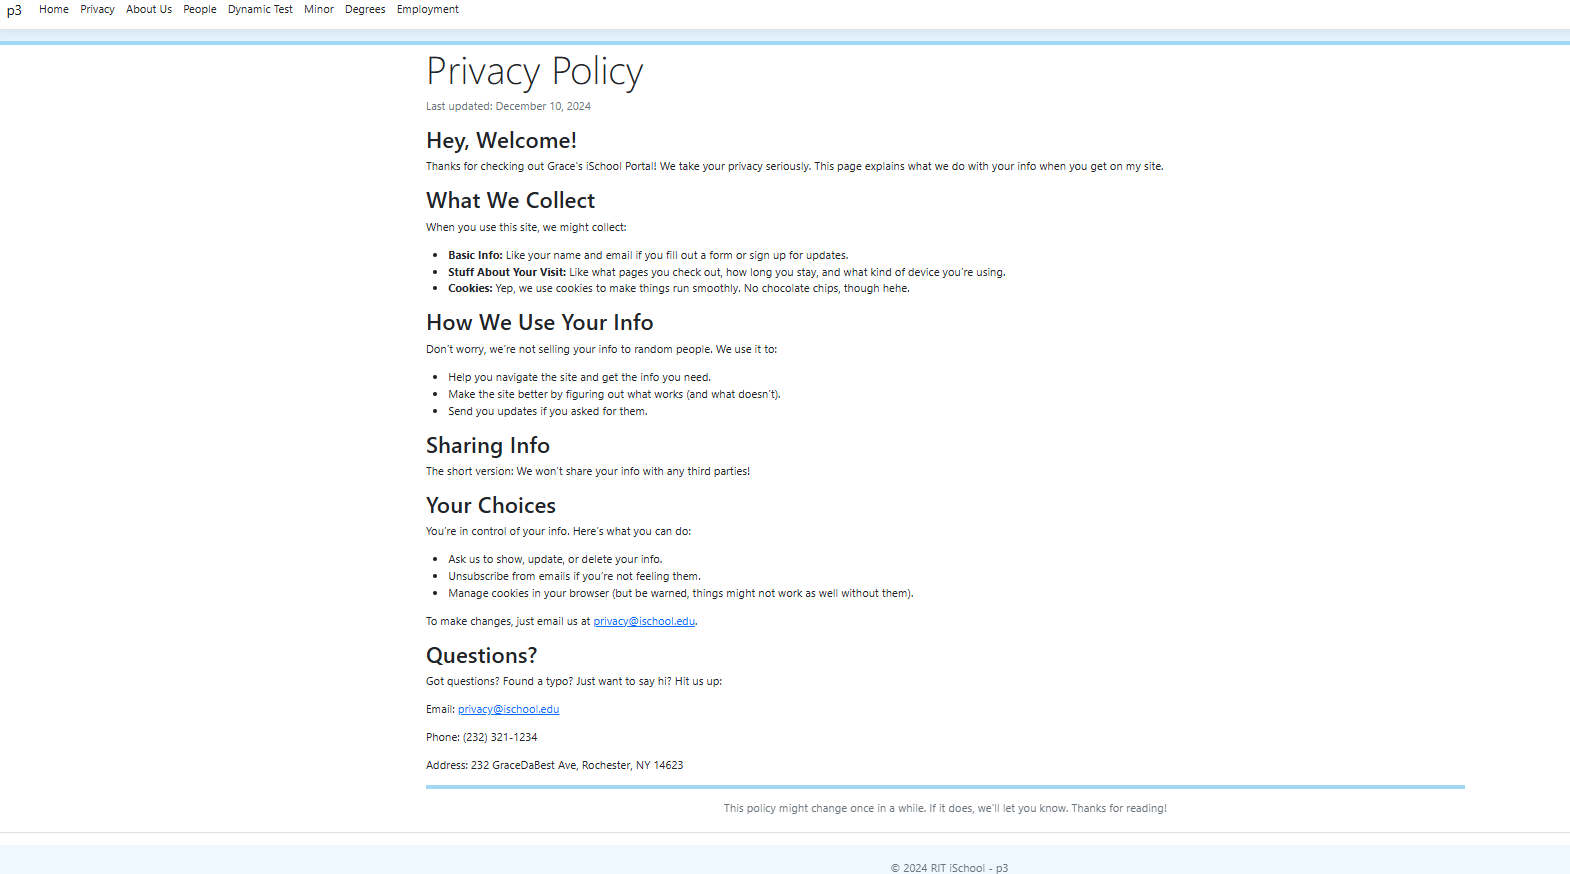 p3 Home Privacy About Us People Dynamic Test Minor Degrees Employment
Privacy Policy
Last updated: December 10, 2024
Hey, Welcome!
Thanks for checking out Grace's iSchool Portal! We take your privacy seriously. This page explains what we do with your info when you get on my site.
What We Collect
When you use this site, we might collect:
• Basic Info: Like your name and email if you fill out a form or sign up for updates.
• Stuff About Your Visit: Like what pages you check out, how long you stay, and what kind of device you're using.
• Cookies: Yep, we use cookies to make things run smoothly. No chocolate chips, though hehe.
How We Use Your Info
Don't worry, we're not selling your info to random people. We use it to:
• Help you navigate the site and get the info you need.
• Make the site better by figuring out what works (and what doesn't).
• Send you updates if you asked for them.
Sharing Info
The short version: We won't share your info with any third parties!
Your Choices
You're in control of your info. Here's what you can do:
• Ask us to show, update, or delete your info.
• Unsubscribe from emails if you're not feeling them.
• Manage cookies in your browser (but be warned, things might not work as well without them).
To make changes, just email us at privacy@ischool.edu.
Questions?
Got questions? Found a typo? Just want to say hi? Hit us up:
Email: privacy@ischool.edu
Phone: (232) 321-1234
Address: 232 GraceDaBest Ave, Rochester, NY 14623
This policy might change once in a while. If it does, we'll let you know. Thanks for reading!
© 2024 RIT iSchool - p3